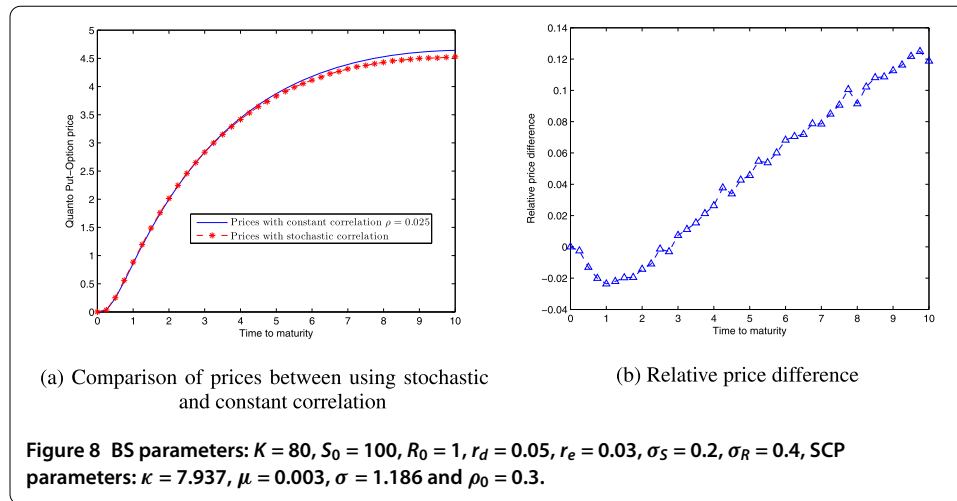 5
4.5
4
3.5
3
2.5
2
1.5
1
0.5
0
Quanto Put-Option price
Prices with constant correlation ρ = 0.025
Prices with stochastic correlation
0 1 2 3 4 5 6 7 8 9 10
Time to maturity
(a) Comparison of prices between using stochastic
and constant correlation
0.14
0.12
0.1
0.08
0.06
0.04
0.02
0
−0.02
−0.04
Relative price difference
0 1 2 3 4 5 6 7 8 9 10
Time to maturity
(b) Relative price difference
Figure 8 BS parameters: K = 80, S₀ = 100, R₀ = 1, r_d = 0.05, r_e = 0.03, σ_S = 0.2, σ_R = 0.4, SCP
parameters: κ = 7.937, μ = 0.003, σ = 1.186 and ρ₀ = 0.3.